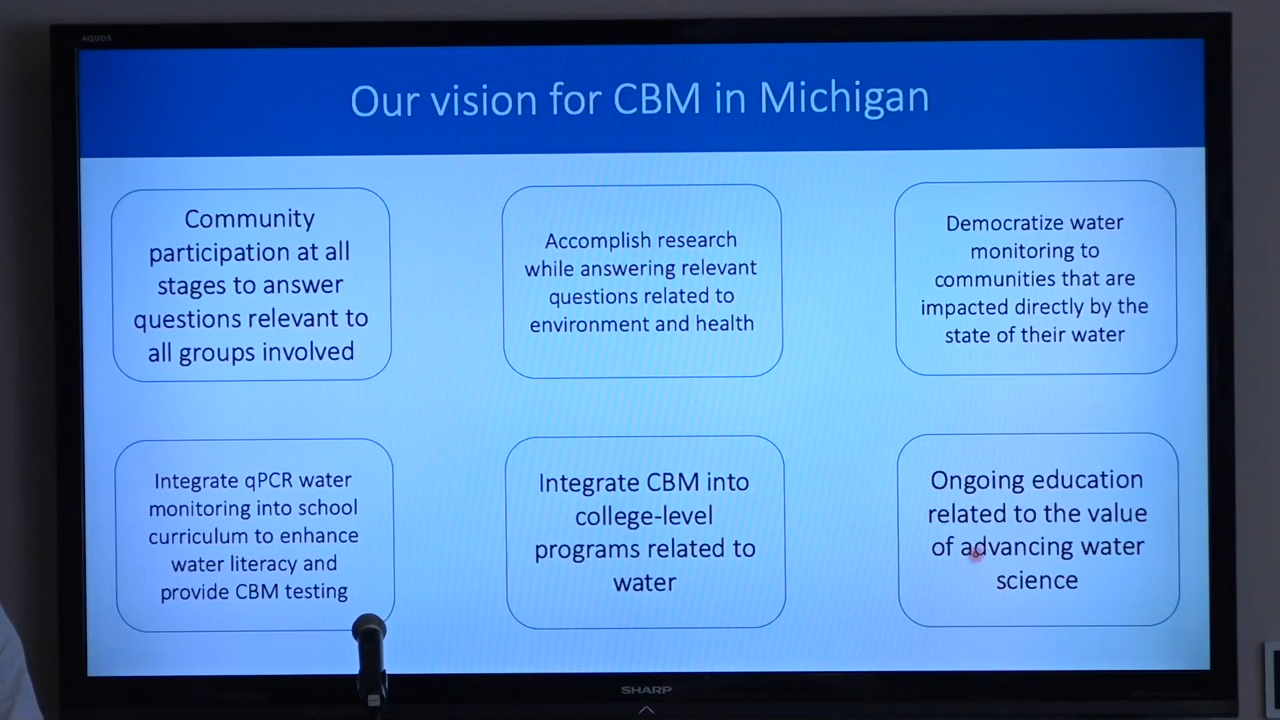 AQUOS
Our vision for CBM in Michigan
Community
participation at all
stages to answer
questions relevant to
all groups involved
Accomplish research
while answering relevant
questions related to
environment and health
Democratize water
monitoring to
communities that are
impacted directly by the
state of their water
Integrate qPCR water
monitoring into school
curriculum to enhance
water literacy and
provide CBM testing
Integrate CBM into
college-level
programs related to
water
Ongoing education
related to the value
of advancing water
science
SHARP